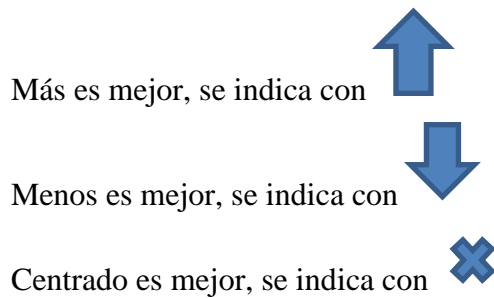 Más es mejor, se indica con
Menos es mejor, se indica con
Centrado es mejor, se indica con